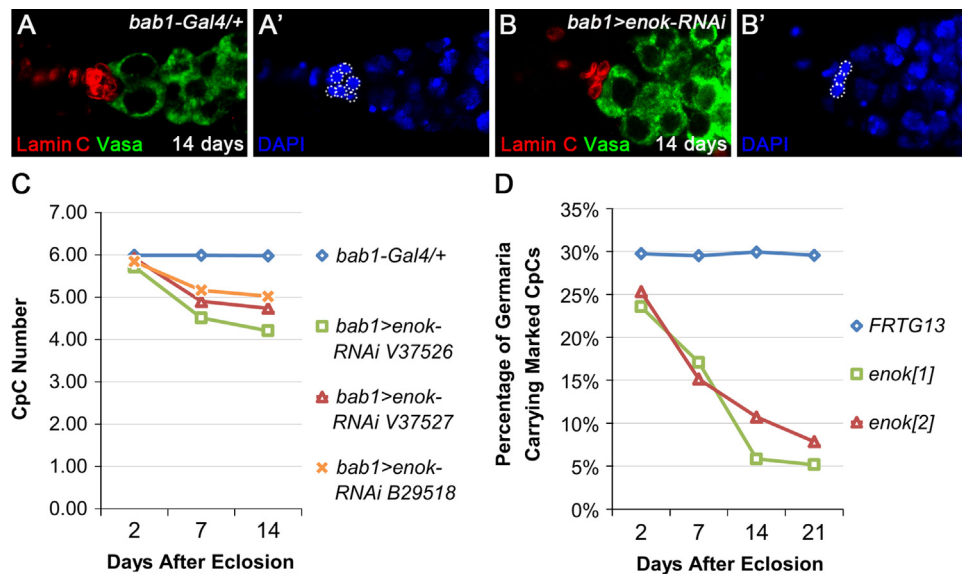 A
bab1-Gal4/+
Lamin C Vasa
14 days
A'
DAPI
B
bab1>enok-RNAi
Lamin C Vasa
14 days
B'
DAPI
C
CpC Number
7.00
6.00
5.00
4.00
3.00
2.00
1.00
0.00
2
7
14
Days After Eclosion
bab1-Gal4/+
bab1>enok-
RNAi V37526
bab1>enok-
RNAi V37527
bab1>enok-
RNAi B29518
D
Percentage of Germaria
Carrying Marked CpCs
35%
30%
25%
20%
15%
10%
5%
0%
2
7
14
21
Days After Eclosion
FRTG13
enok[1]
enok[2]